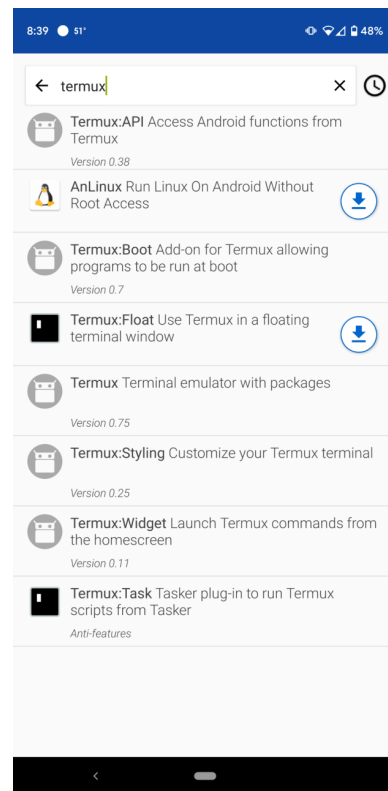 8:39 51° 48%
termux
Termux:API Access Android functions from
Termux
Version 0.38
AnLinux Run Linux On Android Without
Root Access
Termux:Boot Add-on for Termux allowing
programs to be run at boot
Version 0.7
Termux:Float Use Termux in a floating
terminal window
Termux Terminal emulator with packages
Version 0.75
Termux:Styling Customize your Termux terminal
Version 0.25
Termux:Widget Launch Termux commands from
the homescreen
Version 0.11
Termux:Task Tasker plug-in to run Termux
scripts from Tasker
Anti-features